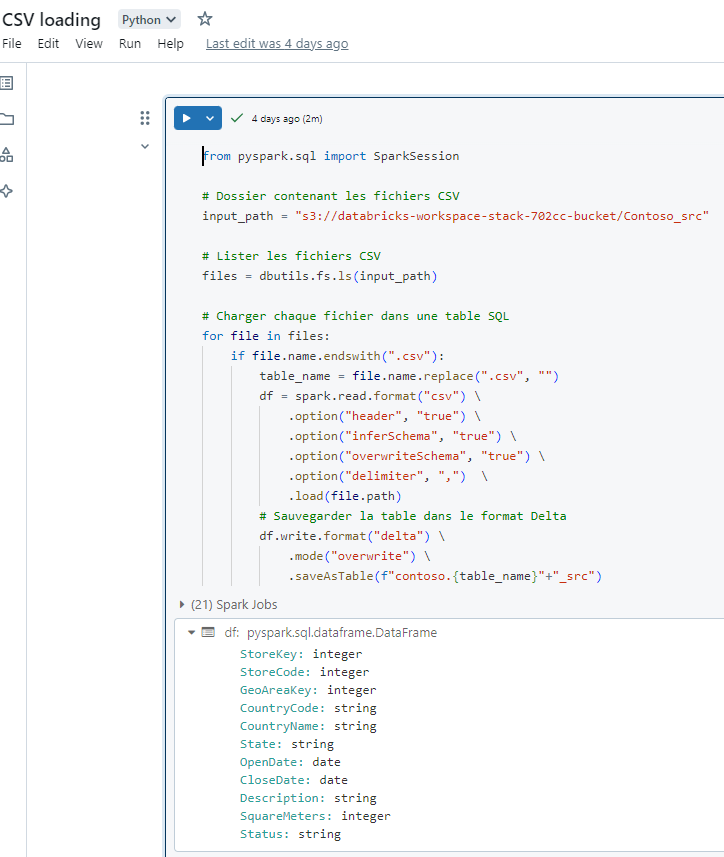 CSV loading Python
File Edit View Run Help Last edit was 4 days ago
4 days ago (2m)
from pyspark.sql import SparkSession
# Dossier contenant les fichiers CSV
input_path = "s3://databricks-workspace-stack-702cc-bucket/Contoso_src"
# Lister les fichiers CSV
files = dbutils.fs.ls(input_path)
# Charger chaque fichier dans une table SQL
for file in files:
    if file.name.endswith(".csv"):
        table_name = file.name.replace(".csv", "")
        df = spark.read.format("csv") \
            .option("header", "true") \
            .option("inferSchema", "true") \
            .option("overwriteSchema", "true") \
            .option("delimiter", ",")  \
            .load(file.path)
        # Sauvegarder la table dans le format Delta
        df.write.format("delta") \
            .mode("overwrite") \
            .saveAsTable(f"contoso.{table_name}"+"_src")
(21) Spark Jobs
df: pyspark.sql.dataframe.DataFrame
StoreKey: integer
StoreCode: integer
GeoAreaKey: integer
CountryCode: string
CountryName: string
State: string
OpenDate: date
CloseDate: date
Description: string
SquareMeters: integer
Status: string